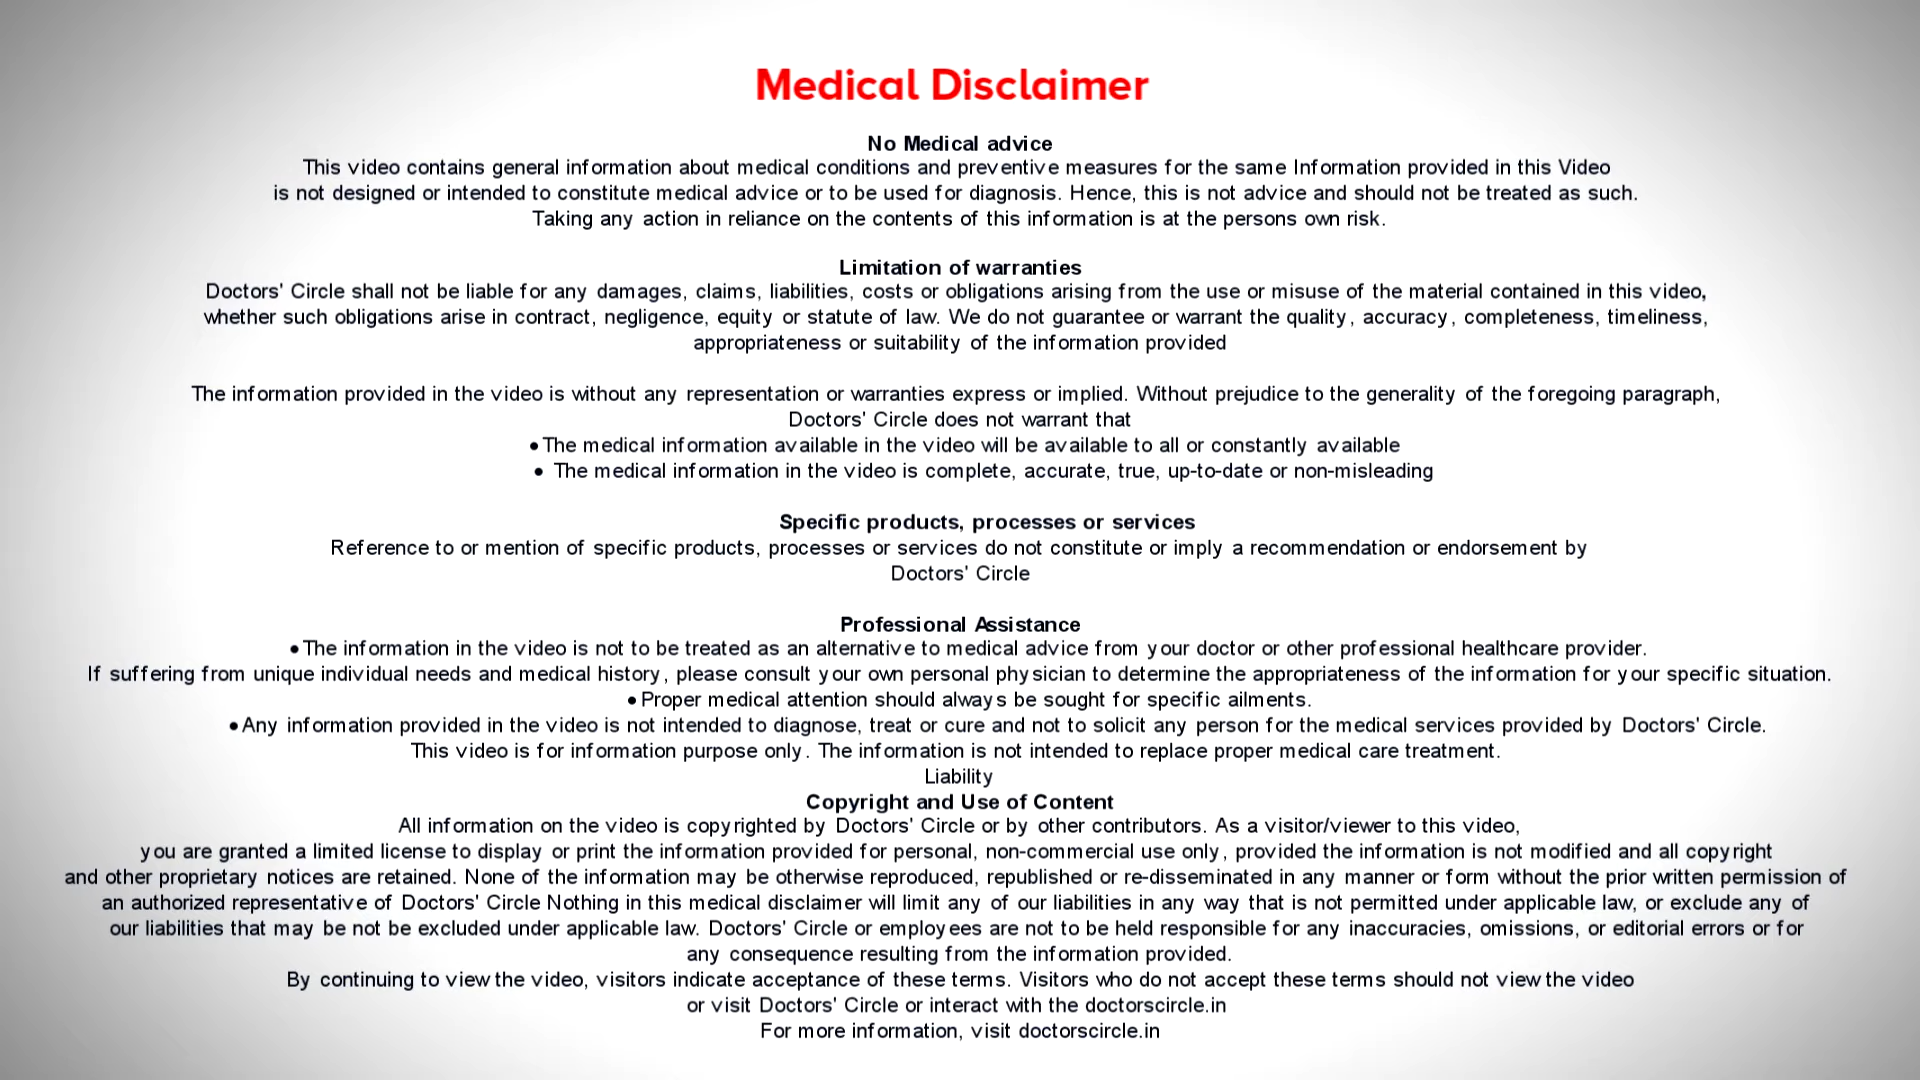 Medical Disclaimer
No Medical advice
This video contains general information about medical conditions and preventive measures for the same Information provided in this Video
is not designed or intended to constitute medical advice or to be used for diagnosis. Hence, this is not advice and should not be treated as such.
Taking any action in reliance on the contents of this information is at the persons own risk.
Limitation of warranties
Doctors' Circle shall not be liable for any damages, claims, liabilities, costs or obligations arising from the use or misuse of the material contained in this video,
whether such obligations arise in contract, negligence, equity or statute of law. We do not guarantee or warrant the quality, accuracy, completeness, timeliness,
appropriateness or suitability of the information provided
The information provided in the video is without any representation or warranties express or implied. Without prejudice to the generality of the foregoing paragraph,
Doctors' Circle does not warrant that
•The medical information available in the video will be available to all or constantly available
• The medical information in the video is complete, accurate, true, up-to-date or non-misleading
Specific products, processes or services
Reference to or mention of specific products, processes or services do not constitute or imply a recommendation or endorsement by
Doctors' Circle
Professional Assistance
•The information in the video is not to be treated as an alternative to medical advice from your doctor or other professional healthcare provider.
If suffering from unique individual needs and medical history, please consult your own personal physician to determine the appropriateness of the information for your specific situation.
•Proper medical attention should always be sought for specific ailments.
•Any information provided in the video is not intended to diagnose, treat or cure and not to solicit any person for the medical services provided by Doctors' Circle.
This video is for information purpose only. The information is not intended to replace proper medical care treatment.
Liability
Copyright and Use of Content
All information on the video is copyrighted by Doctors' Circle or by other contributors. As a visitor/viewer to this video,
you are granted a limited license to display or print the information provided for personal, non-commercial use only, provided the information is not modified and all copyright
and other proprietary notices are retained. None of the information may be otherwise reproduced, republished or re-disseminated in any manner or form without the prior written permission of
an authorized representative of Doctors' Circle Nothing in this medical disclaimer will limit any of our liabilities in any way that is not permitted under applicable law, or exclude any of
our liabilities that may be not be excluded under applicable law. Doctors' Circle or employees are not to be held responsible for any inaccuracies, omissions, or editorial errors or for
any consequence resulting from the information provided.
By continuing to view the video, visitors indicate acceptance of these terms. Visitors who do not accept these terms should not view the video
or visit Doctors' Circle or interact with the doctorscircle.in
For more information, visit doctorscircle.in